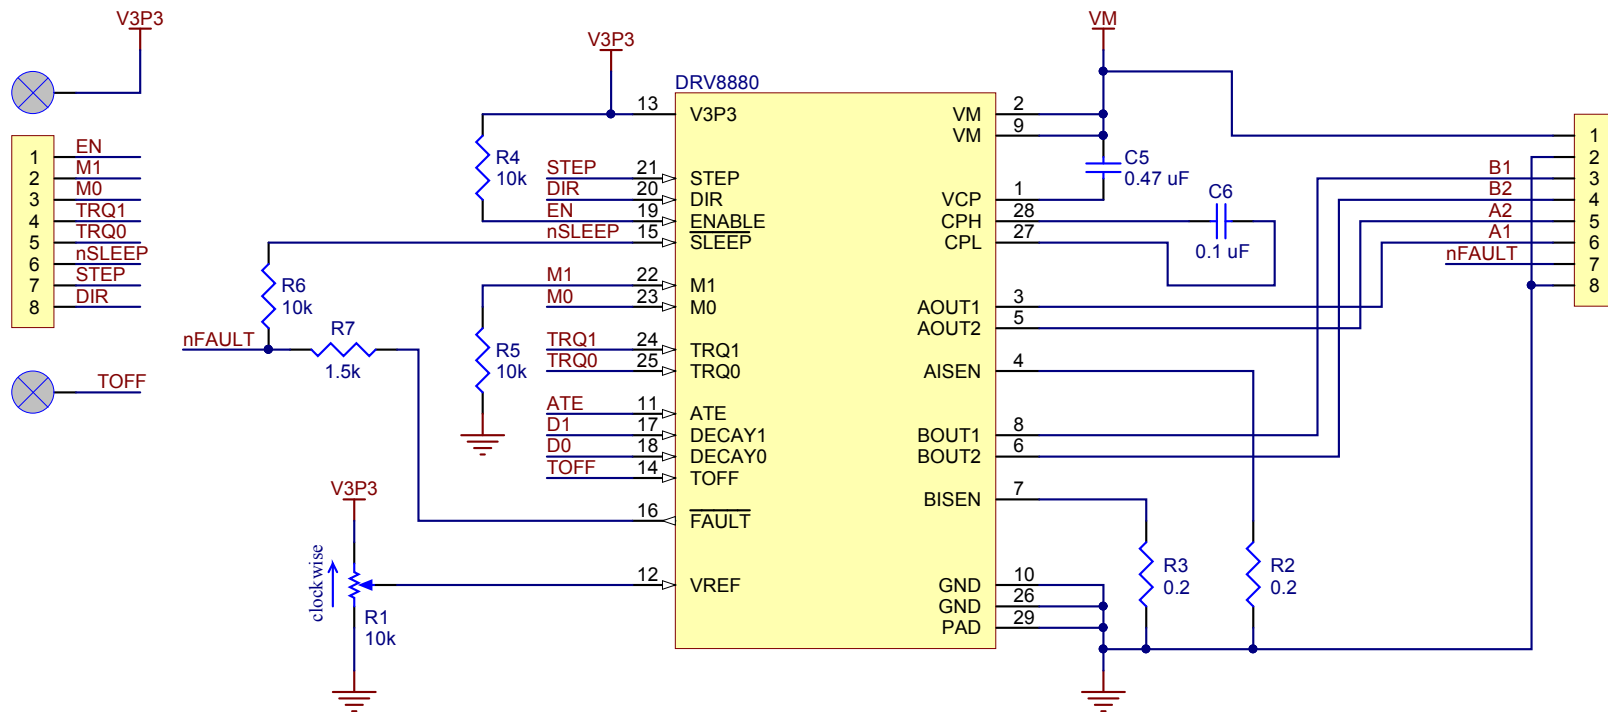 V3P3
1 EN
2 M1
3 M0
4 TRQ1
5 TRQ0
6 nSLEEP
7 STEP
8 DIR
TOFF
nFAULT
R6
10k
R7
1.5k
V3P3
clockwise
R1
10k
V3P3
R4
10k
R5
10k
DRV8880
13 V3P3
STEP 21 STEP
DIR 20 DIR
EN 19 ENABLE
nSLEEP 15 SLEEP
M1 22 M1
M0 23 M0
TRQ1 24 TRQ1
TRQ0 25 TRQ0
ATE 11 ATE
D1 17 DECAY1
D0 18 DECAY0
TOFF 14 TOFF
16 FAULT
12 VREF
VM 2
VM 9
VCP 1
CPH 28
CPL 27
AOUT1 3
AOUT2 5
AISEN 4
BOUT1 8
BOUT2 6
BISEN 7
GND 10
GND 26
PAD 29
VM
C5
0.47 uF
C6
0.1 uF
R3
0.2
R2
0.2
1
2
B1 3
B2 4
A2 5
A1 6
nFAULT 7
8